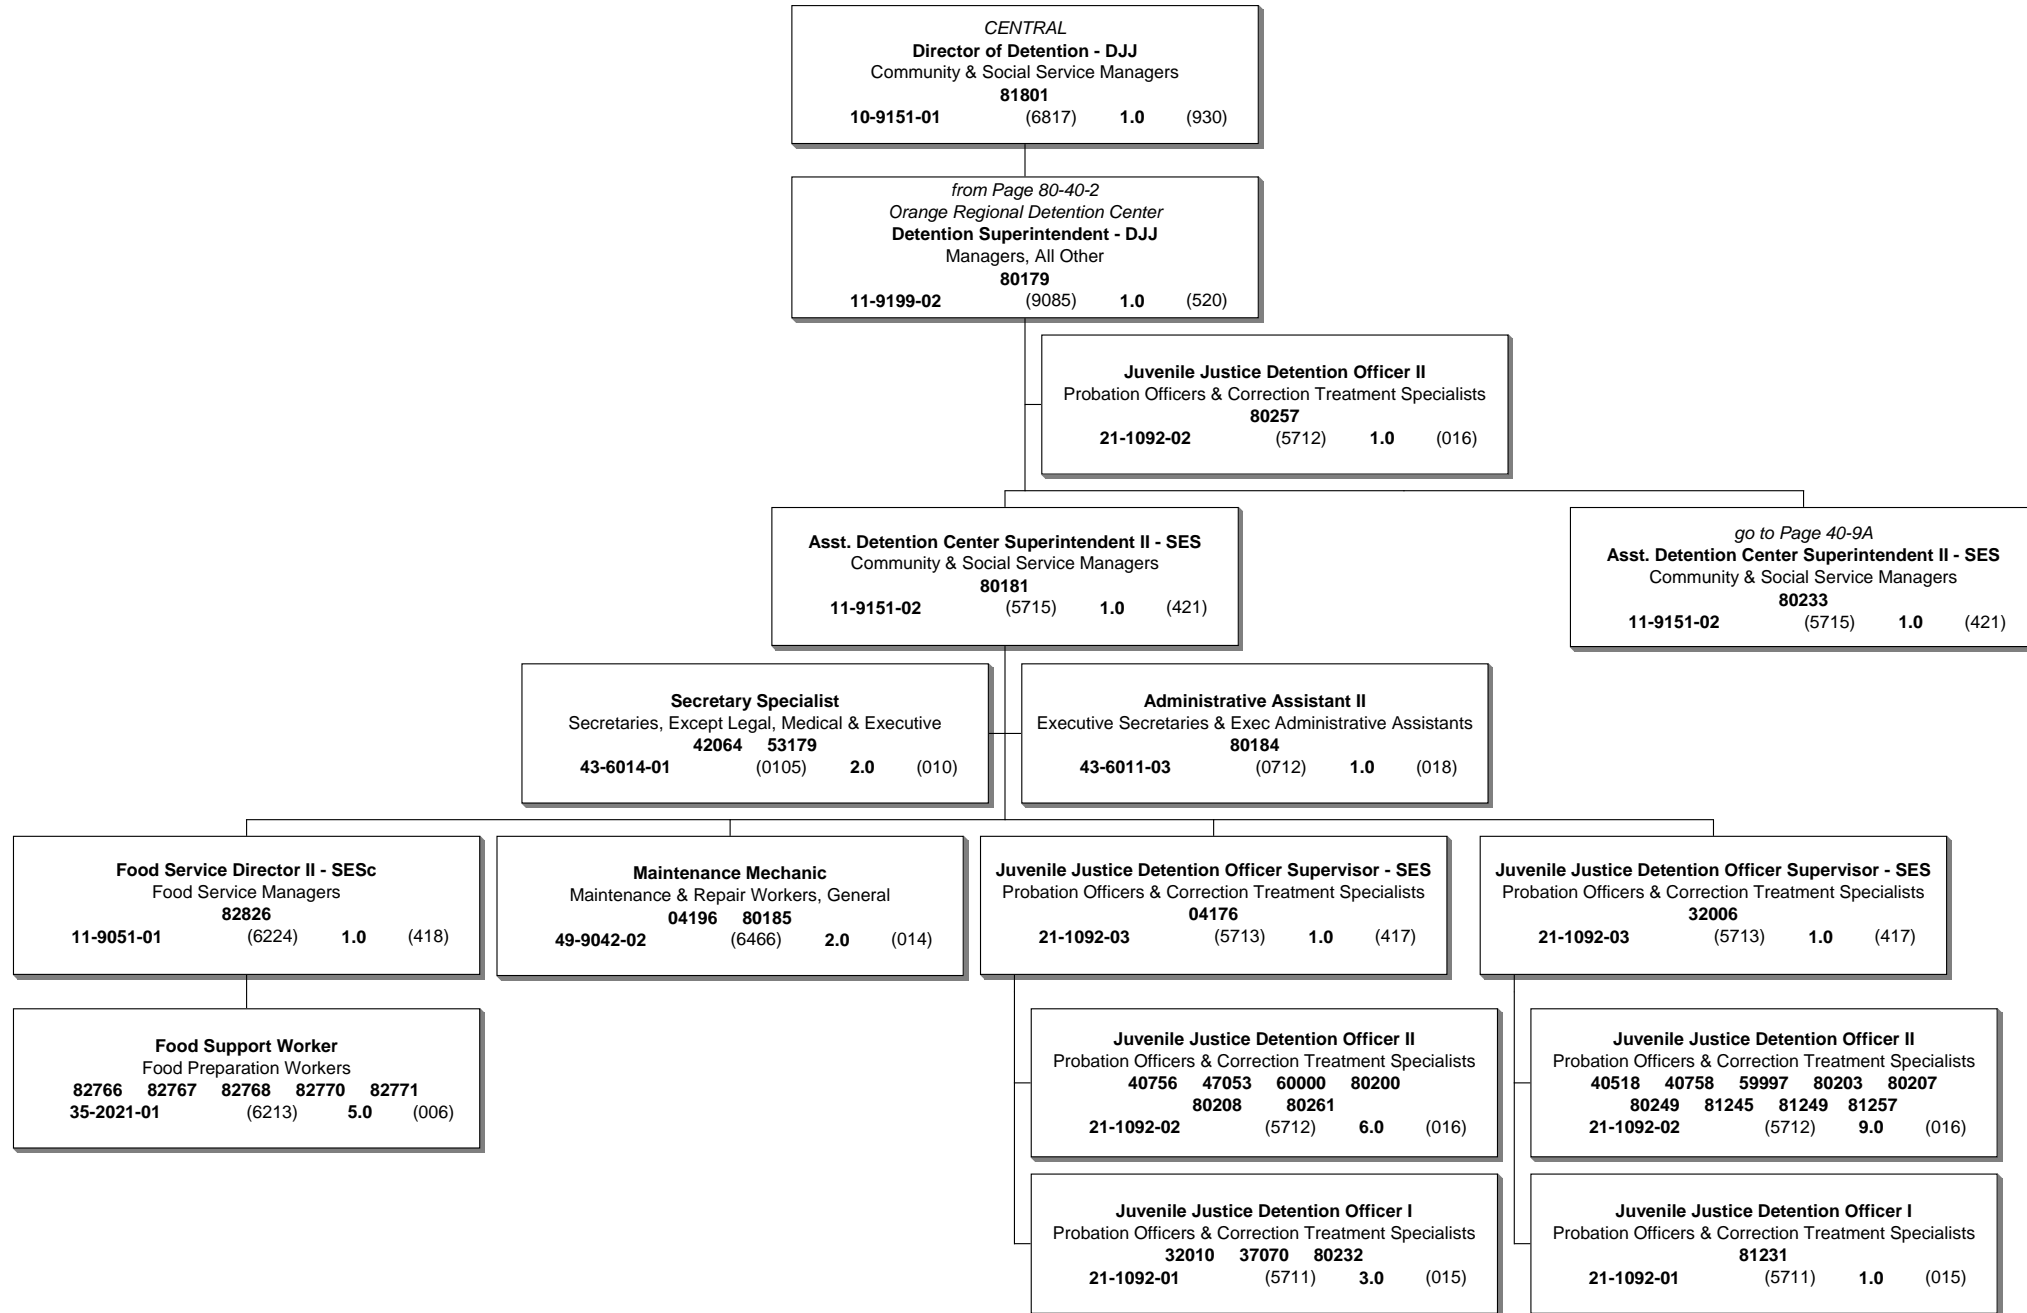 CENTRAL
Director of Detention - DJJ
Community & Social Service Managers
81801
10-9151-01 (6817) 1.0 (930)
from Page 80-40-2
Orange Regional Detention Center
Detention Superintendent - DJJ
Managers, All Other
80179
11-9199-02 (9085) 1.0 (520)
Juvenile Justice Detention Officer II
Probation Officers & Correction Treatment Specialists
80257
21-1092-02 (5712) 1.0 (016)
Asst. Detention Center Superintendent II - SES
Community & Social Service Managers
80181
11-9151-02 (5715) 1.0 (421)
go to Page 40-9A
Asst. Detention Center Superintendent II - SES
Community & Social Service Managers
80233
11-9151-02 (5715) 1.0 (421)
Secretary Specialist
Secretaries, Except Legal, Medical & Executive
42064 53179
43-6014-01 (0105) 2.0 (010)
Administrative Assistant II
Executive Secretaries & Exec Administrative Assistants
80184
43-6011-03 (0712) 1.0 (018)
Food Service Director II - SESc
Food Service Managers
82826
11-9051-01 (6224) 1.0 (418)
Maintenance Mechanic
Maintenance & Repair Workers, General
04196 80185
49-9042-02 (6466) 2.0 (014)
Juvenile Justice Detention Officer Supervisor - SES
Probation Officers & Correction Treatment Specialists
04176
21-1092-03 (5713) 1.0 (417)
Juvenile Justice Detention Officer Supervisor - SES
Probation Officers & Correction Treatment Specialists
32006
21-1092-03 (5713) 1.0 (417)
Food Support Worker
Food Preparation Workers
82766 82767 82768 82770 82771
35-2021-01 (6213) 5.0 (006)
Juvenile Justice Detention Officer II
Probation Officers & Correction Treatment Specialists
40756 47053 60000 80200
80208 80261
21-1092-02 (5712) 6.0 (016)
Juvenile Justice Detention Officer II
Probation Officers & Correction Treatment Specialists
40518 40758 59997 80203 80207
80249 81245 81249 81257
21-1092-02 (5712) 9.0 (016)
Juvenile Justice Detention Officer I
Probation Officers & Correction Treatment Specialists
32010 37070 80232
21-1092-01 (5711) 3.0 (015)
Juvenile Justice Detention Officer I
Probation Officers & Correction Treatment Specialists
81231
21-1092-01 (5711) 1.0 (015)